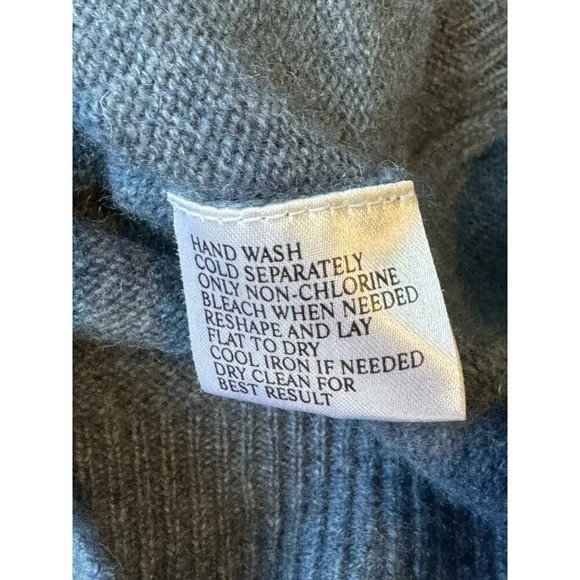 HAND WASH
COLD SEPARATELY
ONLY NON-CHLORINE
BLEACH WHEN NEEDED
RESHAPE AND LAY
FLAT TO DRY
COOL IRON IF NEEDED
DRY CLEAN FOR
BEST RESULT